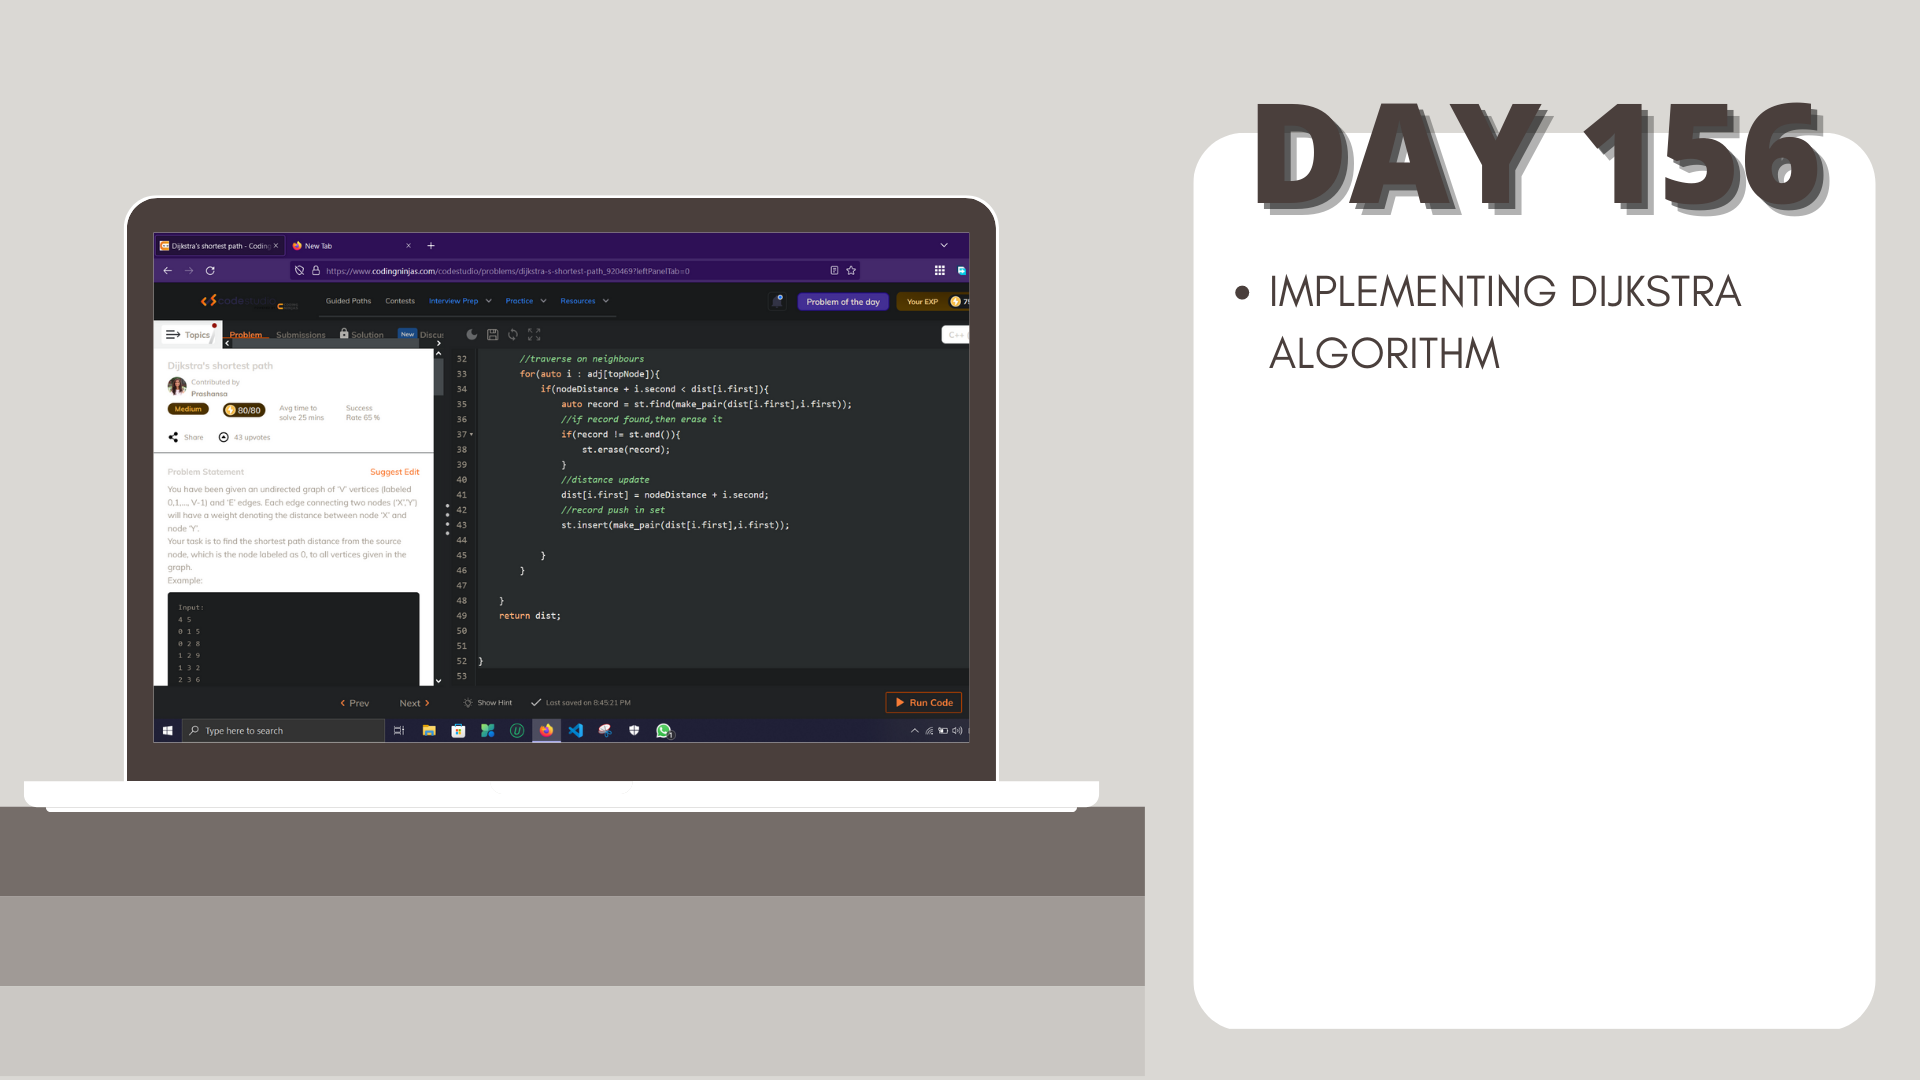 DAY 156
IMPLEMENTING DIJKSTRA
ALGORITHM
Dijkstra's shortest path - Coding
New Tab
https://www.codingninjas.com/codestudio/problems/dijkstra-s-shortest-path_920469?leftPanelTab=0
codestudio
Guided Paths Contests Interview Prep Practice Resources
Problem of the day
Your EXP
Topics Problem Submissions Solution New Discu
C++
Dijkstra's shortest path
Contributed by
Prashansa
Medium 80/80
Avg time to
solve 25 mins
Success
Rate 65 %
Share 43 upvotes
Problem Statement Suggest Edit
You have been given an undirected graph of 'V' vertices (labeled
0,1,..., V-1) and 'E' edges. Each edge connecting two nodes ('X','Y')
will have a weight denoting the distance between node 'X' and
node 'Y'.
Your task is to find the shortest path distance from the source
node, which is the node labeled as 0, to all vertices given in the
graph.
Example:
Input:
4 5
0 1 5
0 2 8
1 2 9
1 3 2
2 3 6
32 //traverse on neighbours
33 for(auto i : adj[topNode]){
34 if(nodeDistance + i.second < dist[i.first]){
35 auto record = st.find(make_pair(dist[i.first],i.first));
36 //if record found,then erase it
37 if(record != st.end()){
38 st.erase(record);
39 }
40 //distance update
41 dist[i.first] = nodeDistance + i.second;
42 //record push in set
43 st.insert(make_pair(dist[i.first],i.first));
44
45 }
46 }
47
48 }
49 return dist;
50
51
52 }
53
Prev Next Show Hint Last saved on 8:45:21 PM Run Code
Type here to search
1